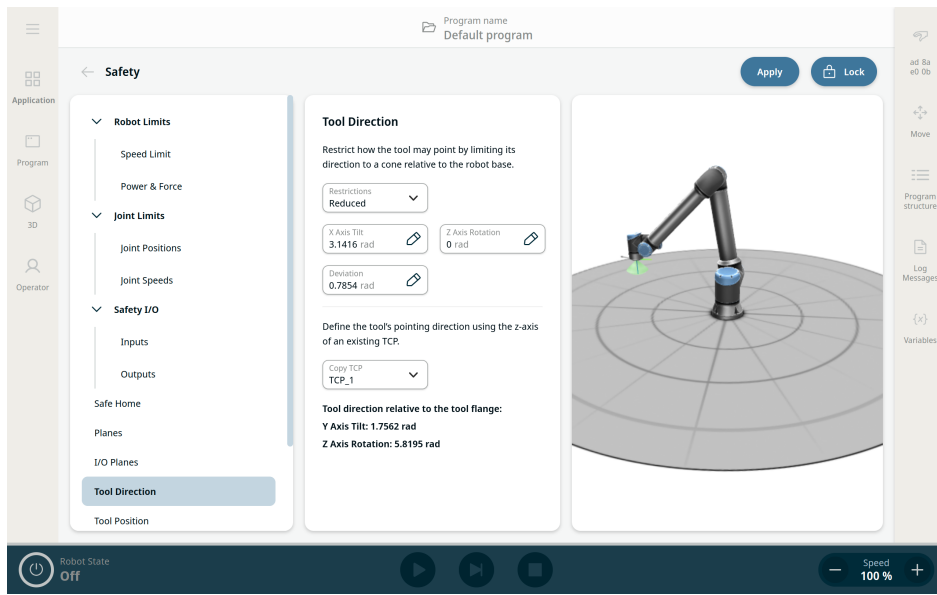 Program name
Default program
Safety
Apply
Lock
Application
Program
3D
Operator
Robot Limits
Speed Limit
Power & Force
Joint Limits
Joint Positions
Joint Speeds
Safety I/O
Inputs
Outputs
Safe Home
Planes
I/O Planes
Tool Direction
Tool Position
Tool Direction
Restrict how the tool may point by limiting its
direction to a cone relative to the robot base.
Restrictions
Reduced
X Axis Tilt
3.1416 rad
Z Axis Rotation
0 rad
Deviation
0.7854 rad
Define the tool's pointing direction using the z-axis
of an existing TCP.
Copy TCP
TCP_1
Tool direction relative to the tool flange:
Y Axis Tilt: 1.7562 rad
Z Axis Rotation: 5.8195 rad
ad 8a
e0 0b
Move
Program
structure
Log
Messages
{x}
Variables
Robot State
Off
Speed
100 %